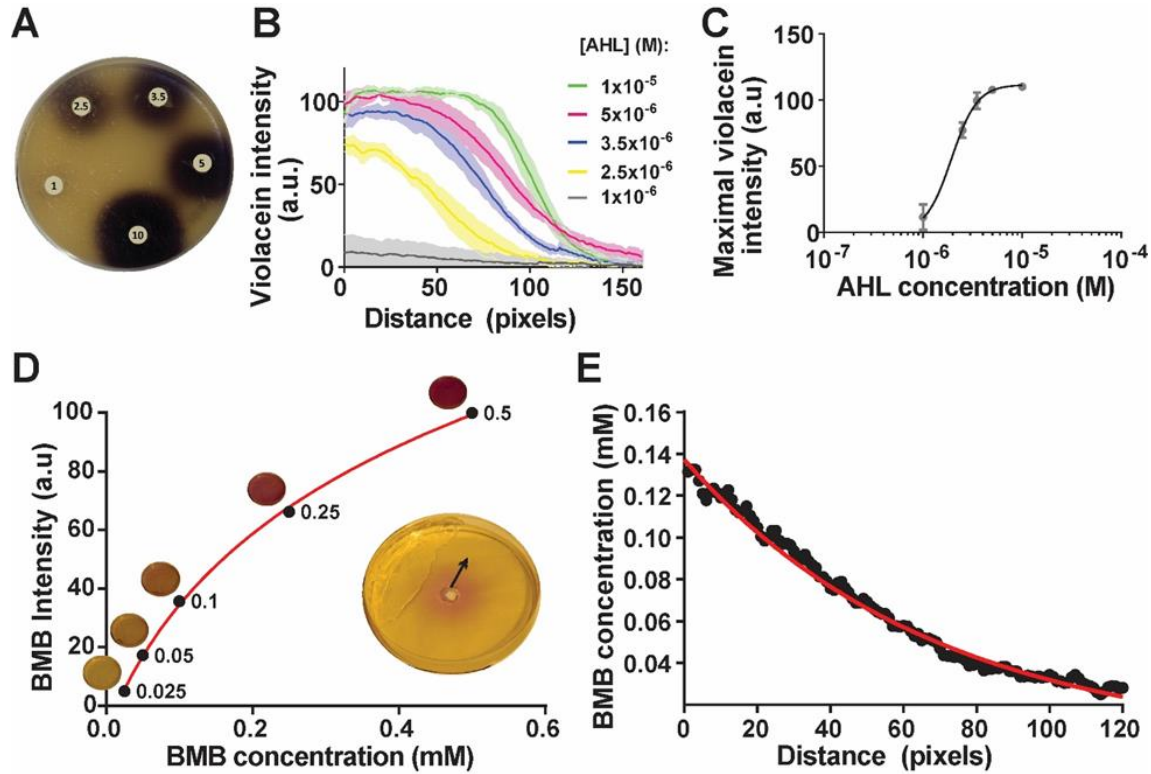 A
2.5
3.5
5
1
10
B
Violacein intensity
(a.u.)
100
50
0
0
50
100
150
Distance (pixels)
[AHL] (M):
1x10⁻⁵
5x10⁻⁶
3.5x10⁻⁶
2.5x10⁻⁶
1x10⁻⁶
C
Maximal violacein
intensity (a.u)
150
100
50
0
10⁻⁷
10⁻⁶
10⁻⁵
10⁻⁴
AHL concentration (M)
D
BMB Intensity (a.u)
100
80
60
40
20
0
0.5
0.25
0.1
0.05
0.025
0.0
0.2
0.4
0.6
BMB concentration (mM)
E
BMB concentration (mM)
0.16
0.14
0.12
0.10
0.08
0.06
0.04
0
20
40
60
80
100
120
Distance (pixels)